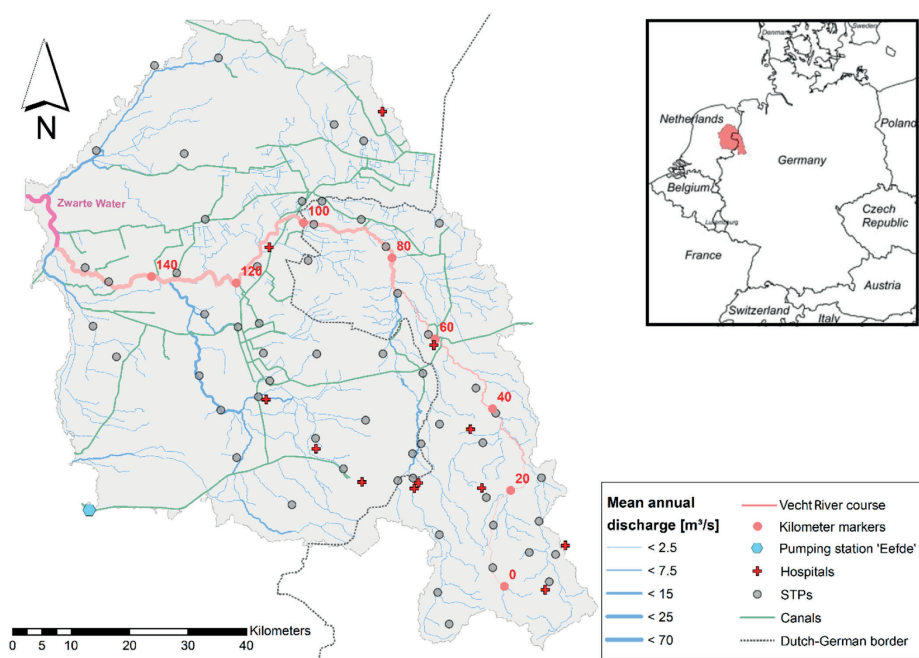 N
Zwarte Water
100
80
140
120
60
40
20
0
Kilometers
0 5 10 20 30 40
Denmark
Sweden
Netherlands
Poland
Germany
Belgium
Luxembourg
Czech
Republic
France
Austria
Switzerland
Italy
Mean annual
discharge [m³/s]
< 2.5
< 7.5
< 15
< 25
< 70
Vecht River course
Kilometer markers
Pumping station 'Eefde'
Hospitals
STPs
Canals
Dutch-German border